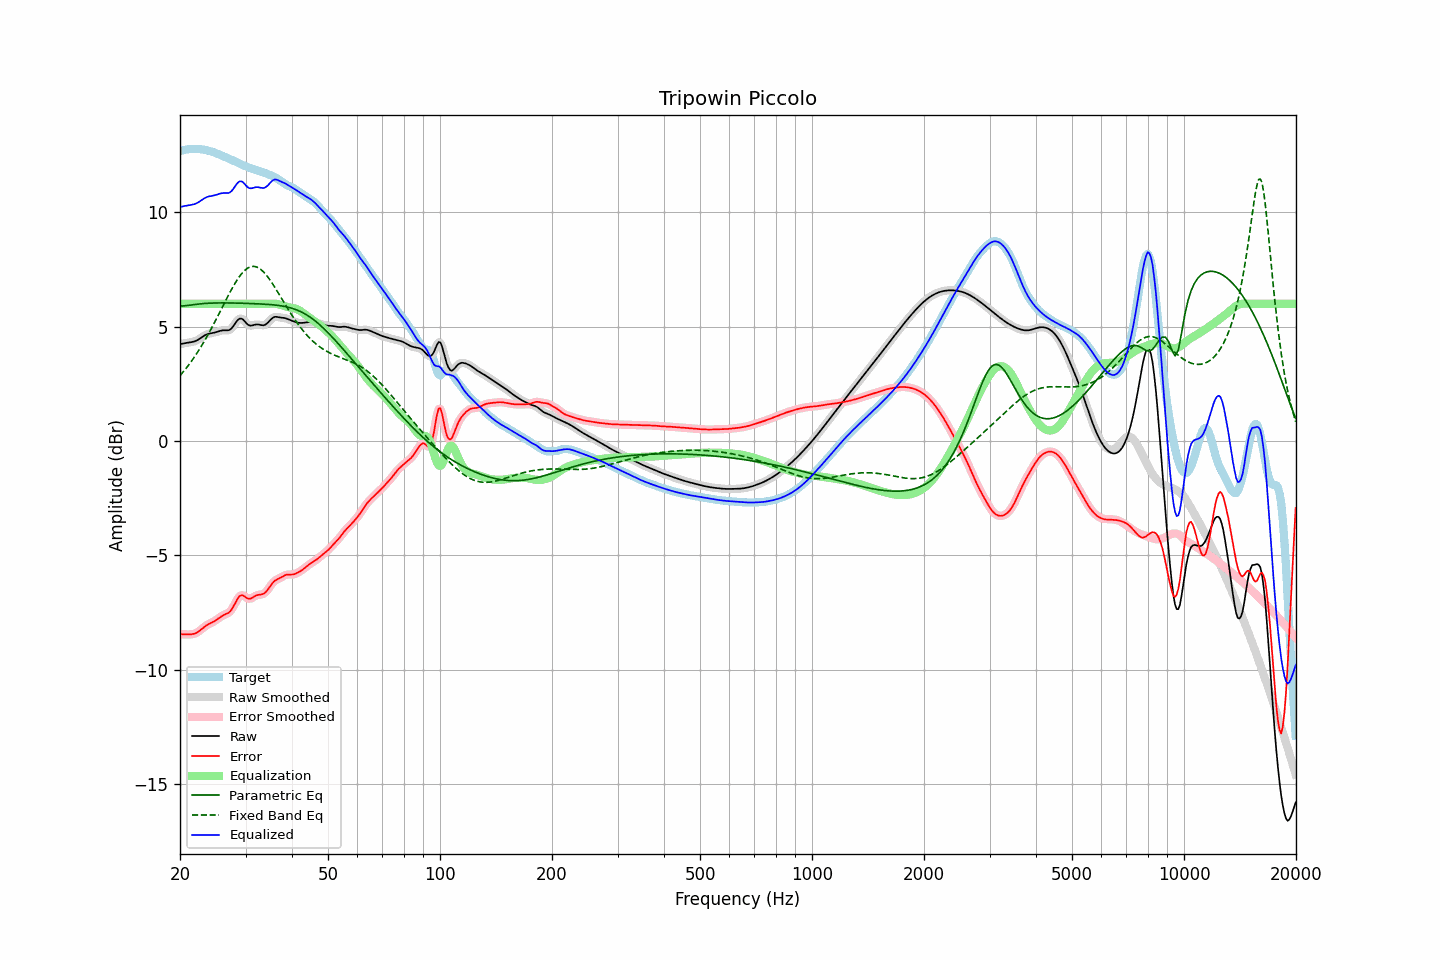 Tripowin Piccolo
Amplitude (dBr)
10
5
0
−5
−10
−15
Target
Raw Smoothed
Error Smoothed
Raw
Error
Equalization
Parametric Eq
Fixed Band Eq
Equalized
20 50 100 200 500 1000 2000 5000 10000 20000
Frequency (Hz)